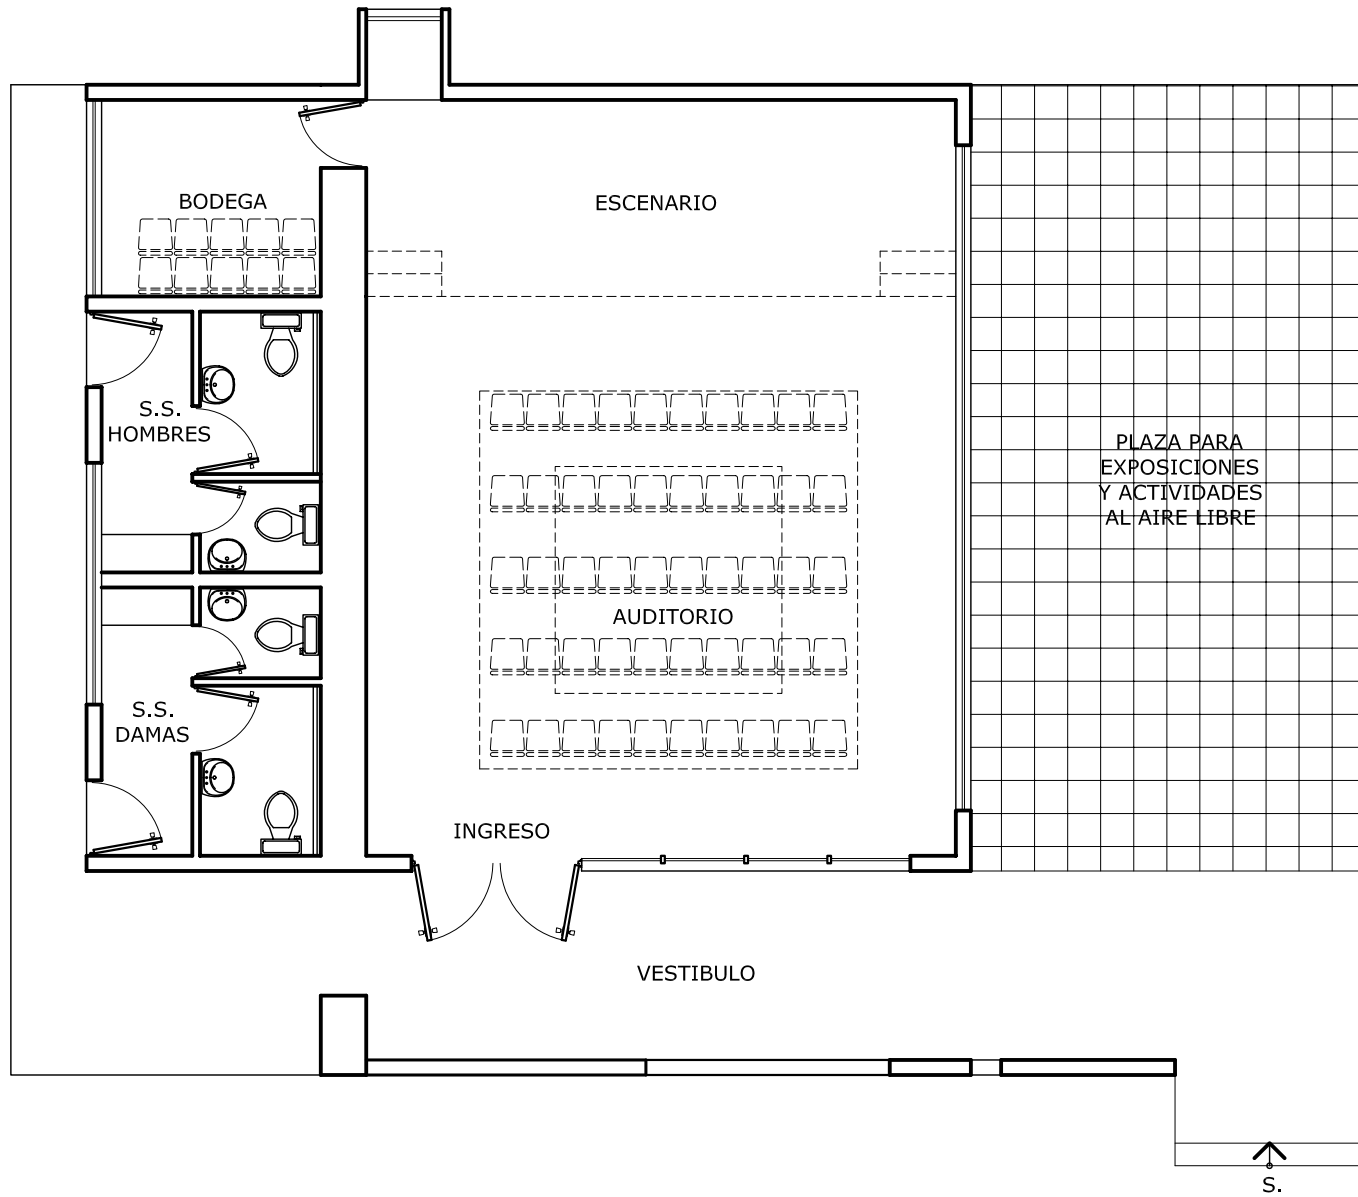 BODEGA
ESCENARIO
S.S.
HOMBRES
PLAZA PARA
EXPOSICIONES
Y ACTIVIDADES
AL AIRE LIBRE
AUDITORIO
S.S.
DAMAS
INGRESO
VESTIBULO
S.